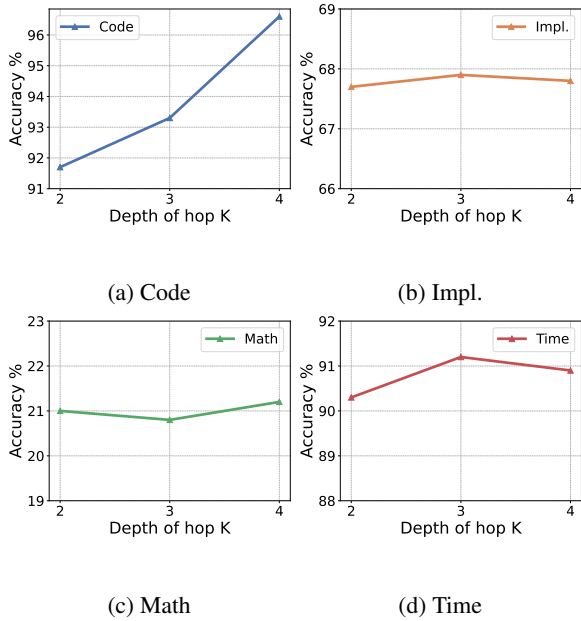 Accuracy %
96
95
94
93
92
91
Code
2 3 4
Depth of hop K
(a) Code
Accuracy %
69
68
67
66
Impl.
2 3 4
Depth of hop K
(b) Impl.
Accuracy %
23
22
21
20
19
Math
2 3 4
Depth of hop K
(c) Math
Accuracy %
92
91
90
89
88
Time
2 3 4
Depth of hop K
(d) Time